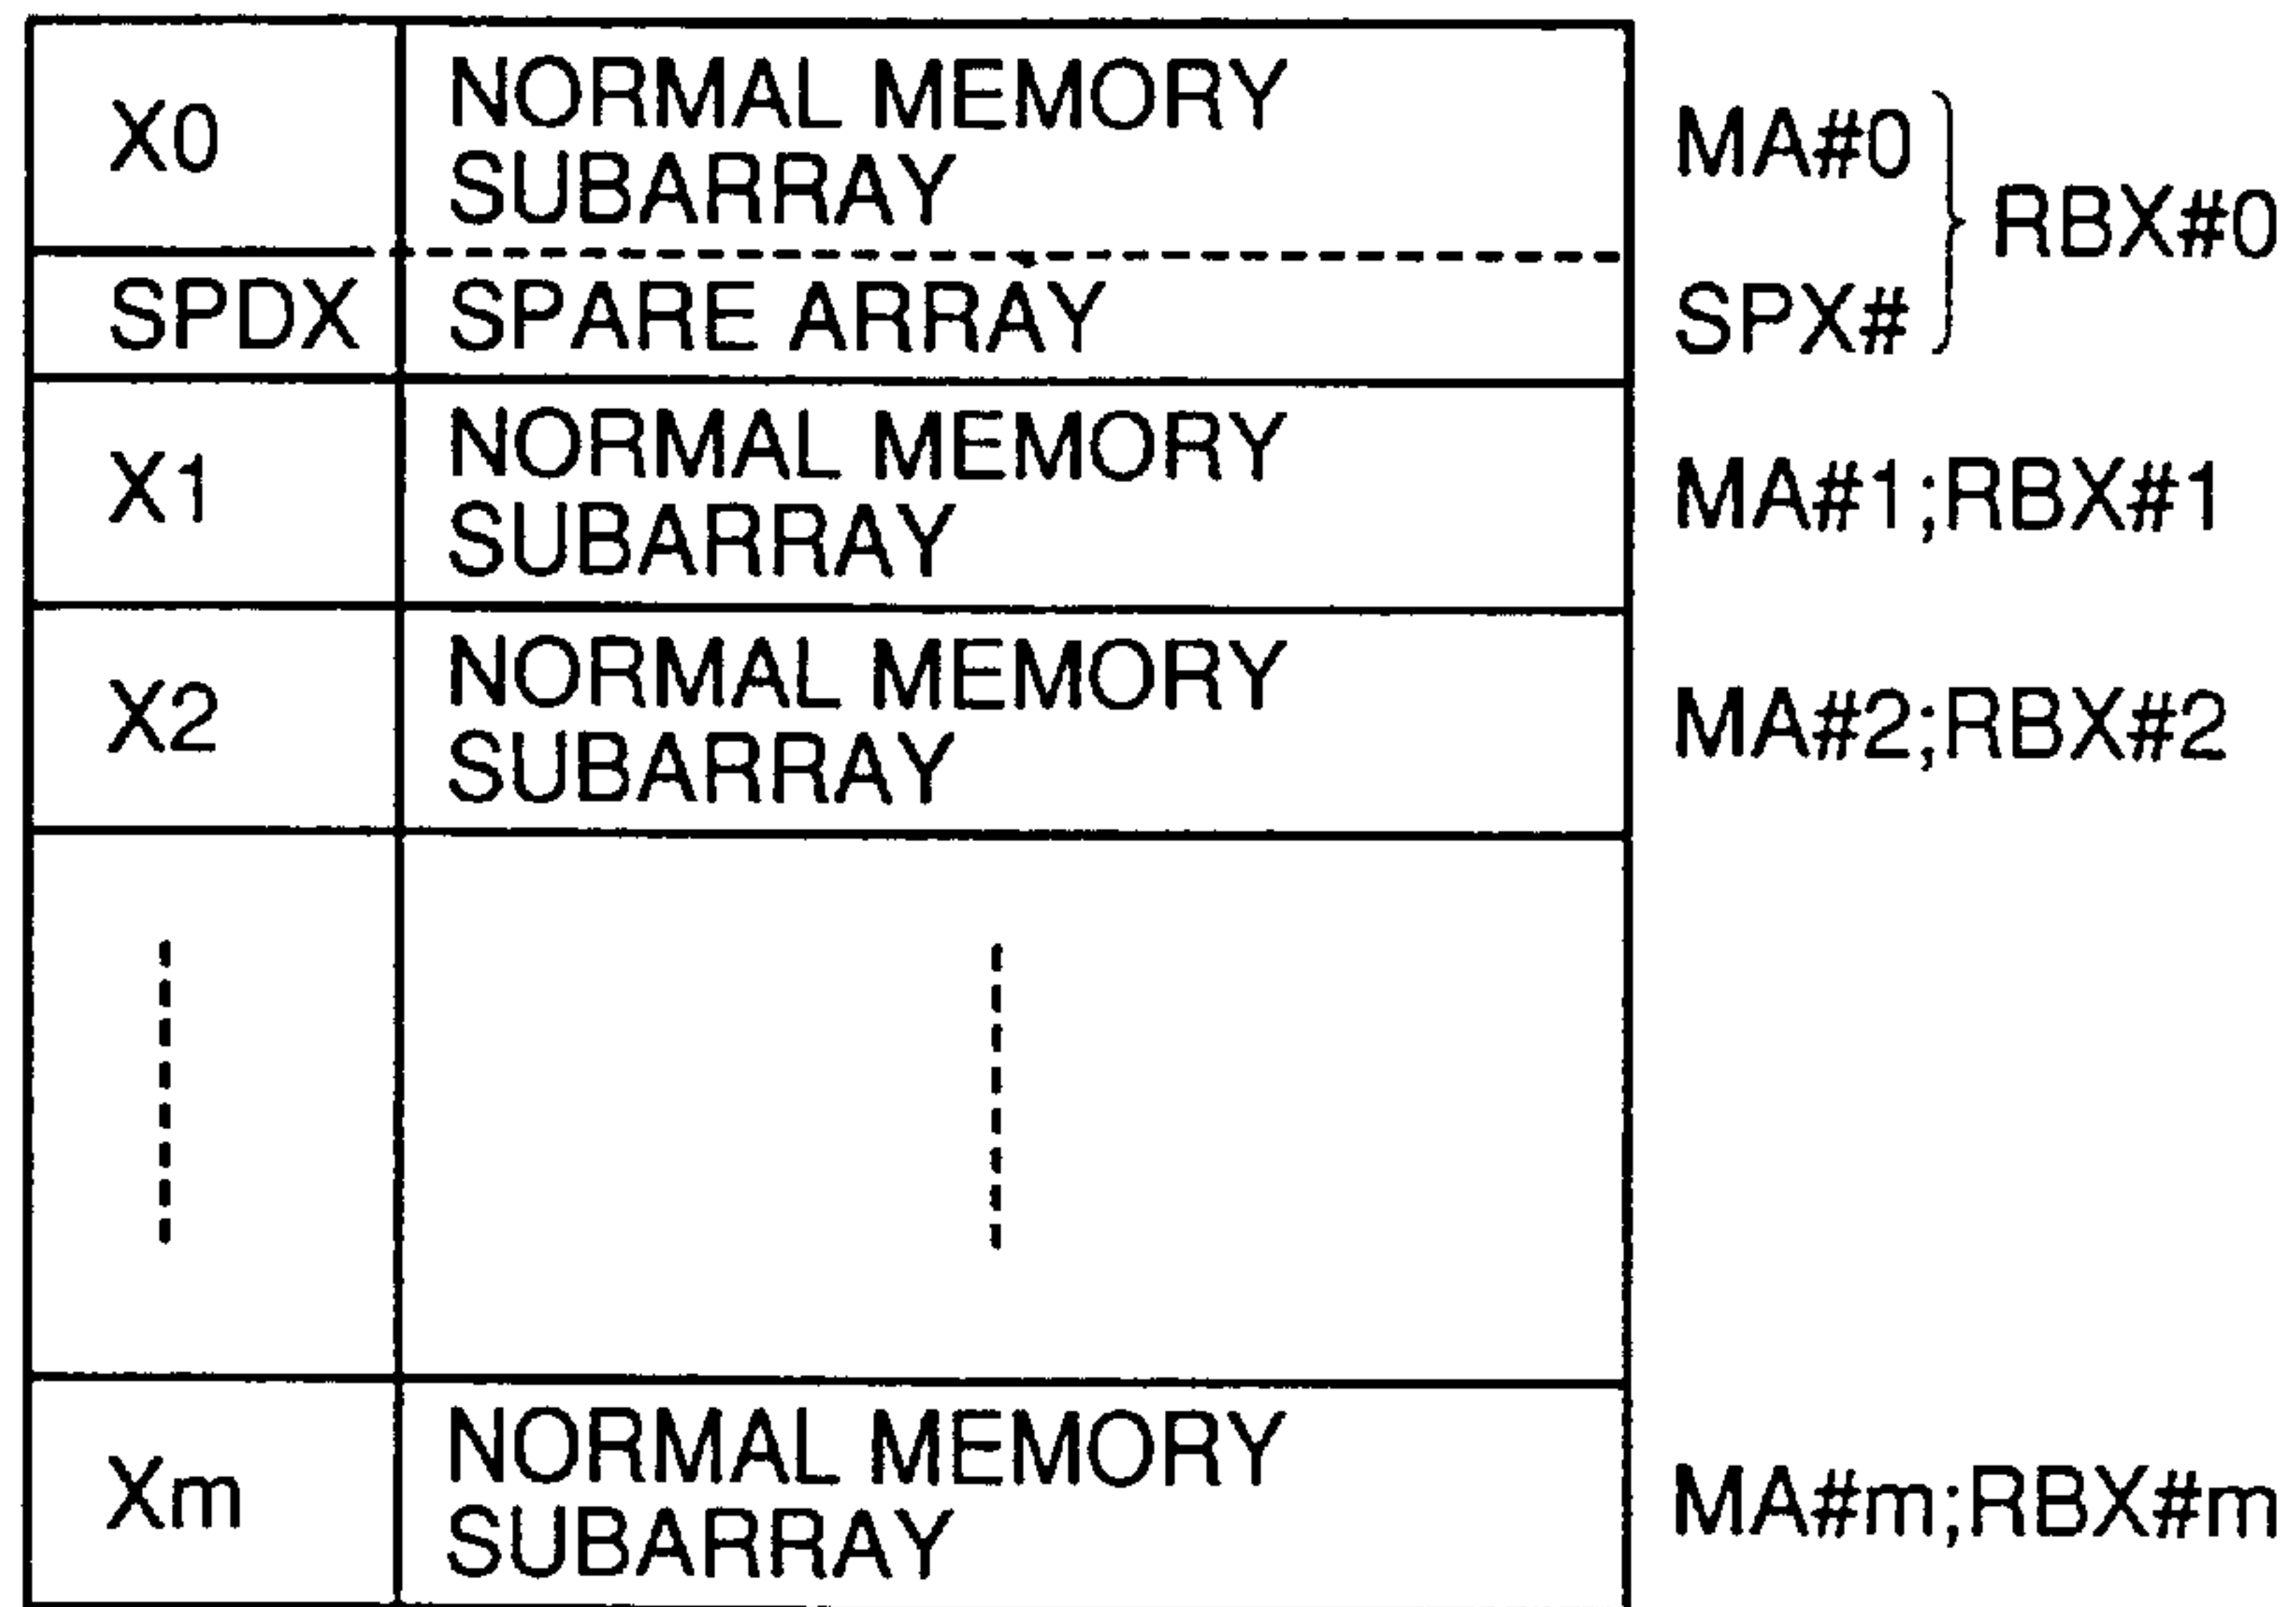 X0
NORMAL MEMORY
SUBARRAY
MA#0
RBX#0
SPDX
SPARE ARRAY
SPX#
X1
NORMAL MEMORY
SUBARRAY
MA#1;RBX#1
X2
NORMAL MEMORY
SUBARRAY
MA#2;RBX#2
Xm
NORMAL MEMORY
SUBARRAY
MA#m;RBX#m